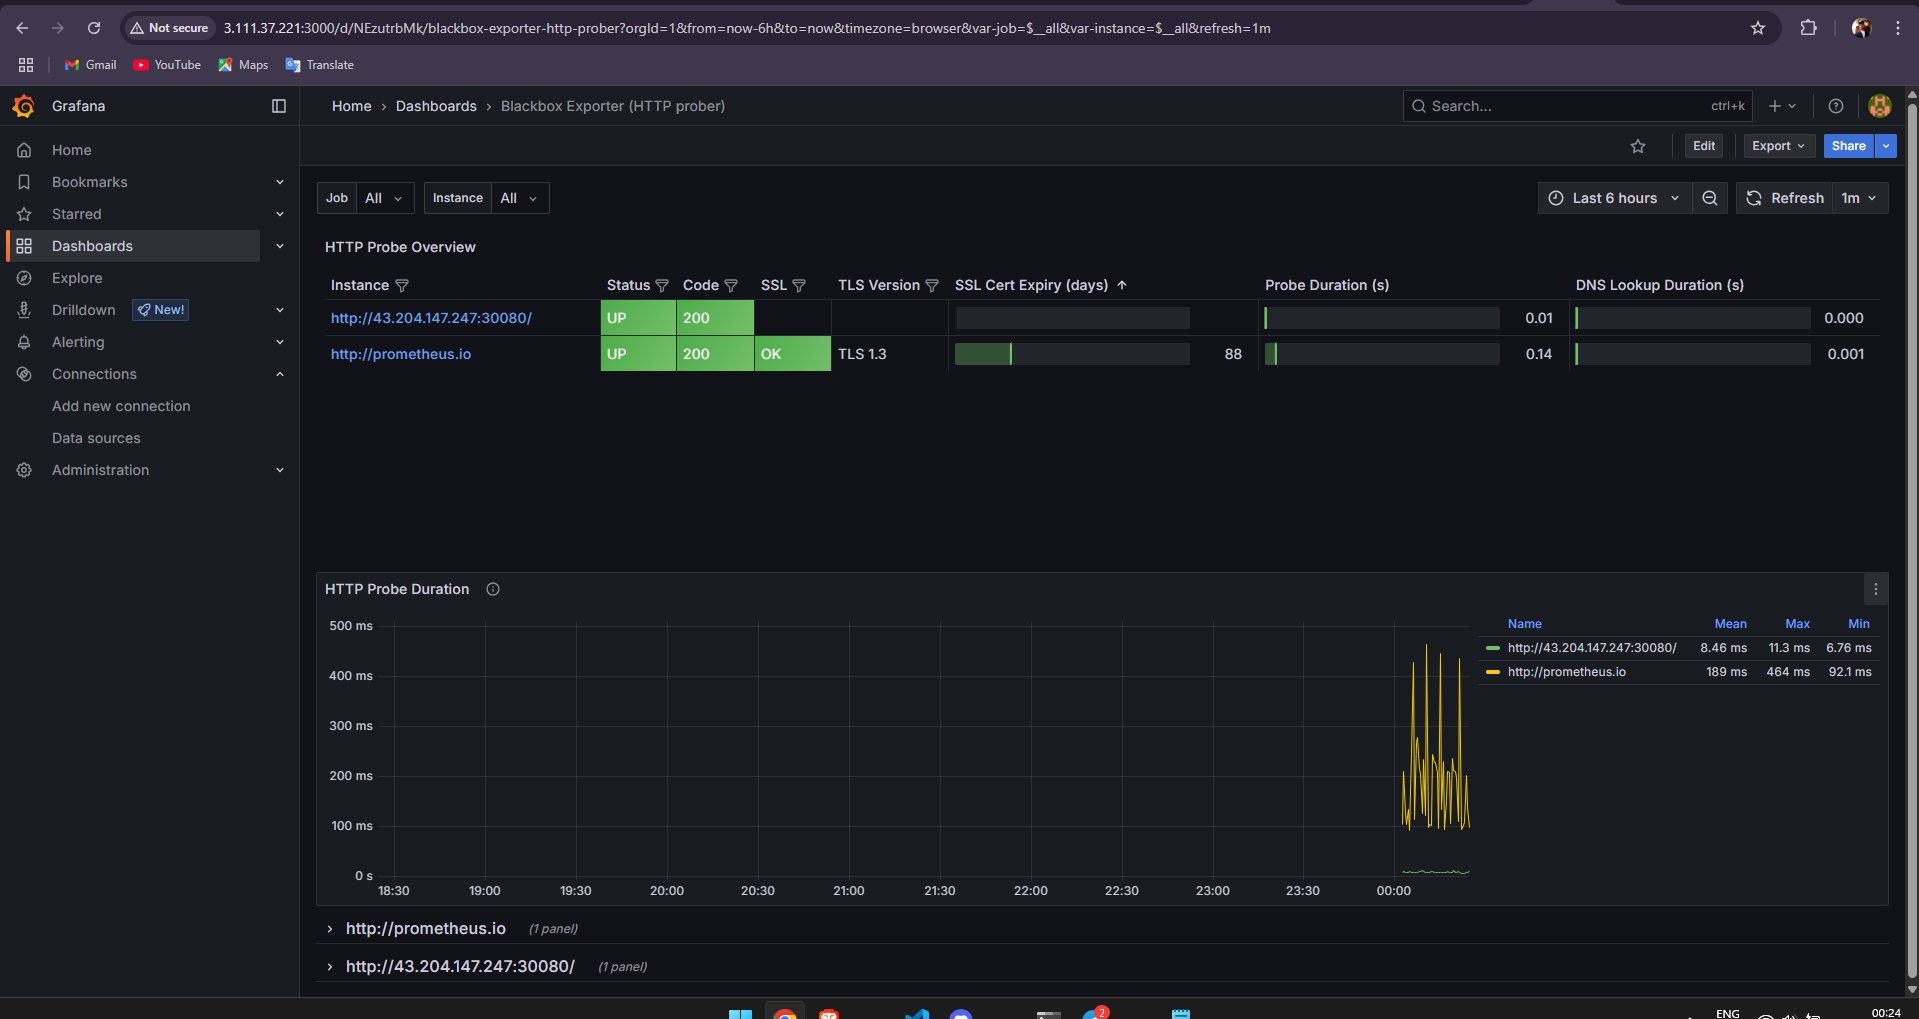 Not secure 3.111.37.221:3000/d/NEzutrbMk/blackbox-exporter-http-prober?orgId=1&from=now-6h&to=now&timezone=browser&var-job=$__all&var-instance=$__all&refresh=1m
Gmail YouTube Maps Translate
Grafana Home › Dashboards › Blackbox Exporter (HTTP prober) Search... ctrl+k
Edit Export Share
Home
Bookmarks
Starred
Dashboards
Explore
Drilldown New!
Alerting
Connections
Add new connection
Data sources
Administration
Job All Instance All Last 6 hours Refresh 1m
HTTP Probe Overview
Instance Status Code SSL TLS Version SSL Cert Expiry (days) Probe Duration (s) DNS Lookup Duration (s)
http://43.204.147.247:30080/ UP 200 0.01 0.000
http://prometheus.io UP 200 OK TLS 1.3 88 0.14 0.001
HTTP Probe Duration
500 ms
400 ms
300 ms
200 ms
100 ms
0 s
18:30 19:00 19:30 20:00 20:30 21:00 21:30 22:00 22:30 23:00 23:30 00:00
Name Mean Max Min
http://43.204.147.247:30080/ 8.46 ms 11.3 ms 6.76 ms
http://prometheus.io 189 ms 464 ms 92.1 ms
http://prometheus.io (1 panel)
http://43.204.147.247:30080/ (1 panel)
2
ENG
00:24